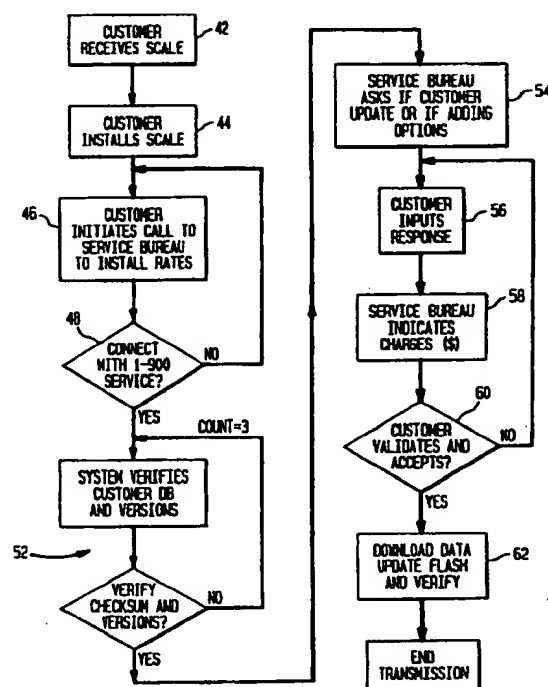 CUSTOMER
RECEIVES SCALE
42
CUSTOMER
INSTALLS SCALE
44
46
CUSTOMER
INITIATES CALL TO
SERVICE BUREAU
TO INSTALL RATES
48
CONNECT
WITH 1-900
SERVICE?
NO
YES
COUNT=3
SYSTEM VERIFIES
CUSTOMER DB
AND VERSIONS
52
VERIFY
CHECKSUM AND
VERSIONS?
NO
YES
SERVICE BUREAU
ASKS IF CUSTOMER
UPDATE OR IF ADDING
OPTIONS
54
CUSTOMER
INPUTS
RESPONSE
56
SERVICE BUREAU
INDICATES
CHARGES ($)
58
60
CUSTOMER
VALIDATES AND
ACCEPTS?
NO
YES
DOWNLOAD DATA
UPDATE FLASH
AND VERIFY
62
END
TRANSMISSION